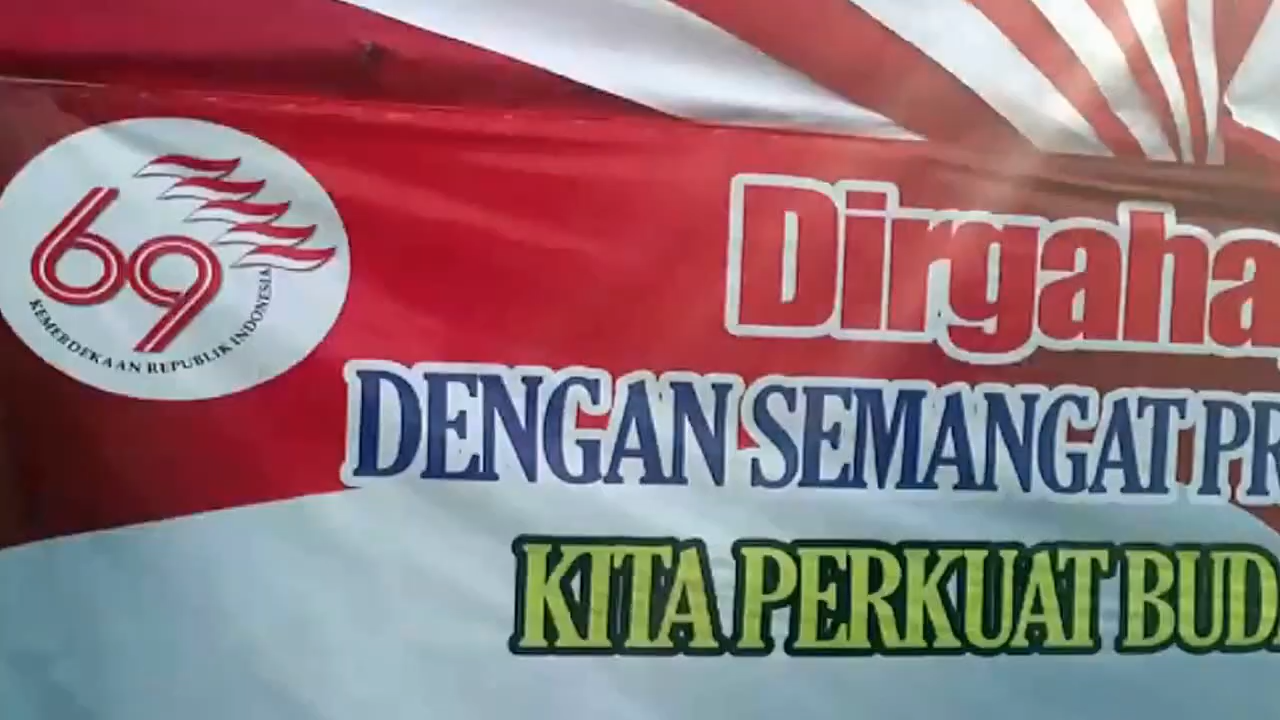 69
KEMERDEKAAN REPUBLIK INDONESIA
Dirgaha
DENGAN SEMANGAT PR
KITA PERKUAT BUD